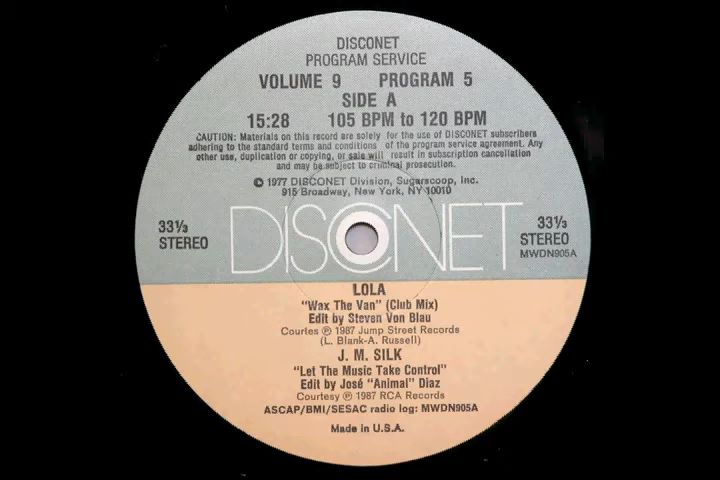 DISCONET
PROGRAM SERVICE
VOLUME 9 PROGRAM 5
SIDE A
15:28 105 BPM to 120 BPM
CAUTION: Materials on this record are solely for the use of DISCONET subscribers
adhering to the standard terms and conditions of the program service agreement. Any
other use, duplication or copying, or sale will result in subscription cancellation
and may be subject to criminal prosecution.
© 1977 DISCONET Division, Sugarscoop, Inc.
915 Broadway, New York, NY 10010
33⅓
STEREO
DISCONET
33⅓
STEREO
MWDN905A
LOLA
"Wax The Van" (Club Mix)
Edit by Steven Von Blau
Courtes ℗ 1987 Jump Street Records
(L. Blank-A. Russell)
J. M. SILK
"Let The Music Take Control"
Edit by José "Animal" Diaz
Courtesy ℗ 1987 RCA Records
ASCAP/BMI/SESAC radio log: MWDN905A
Made in U.S.A.